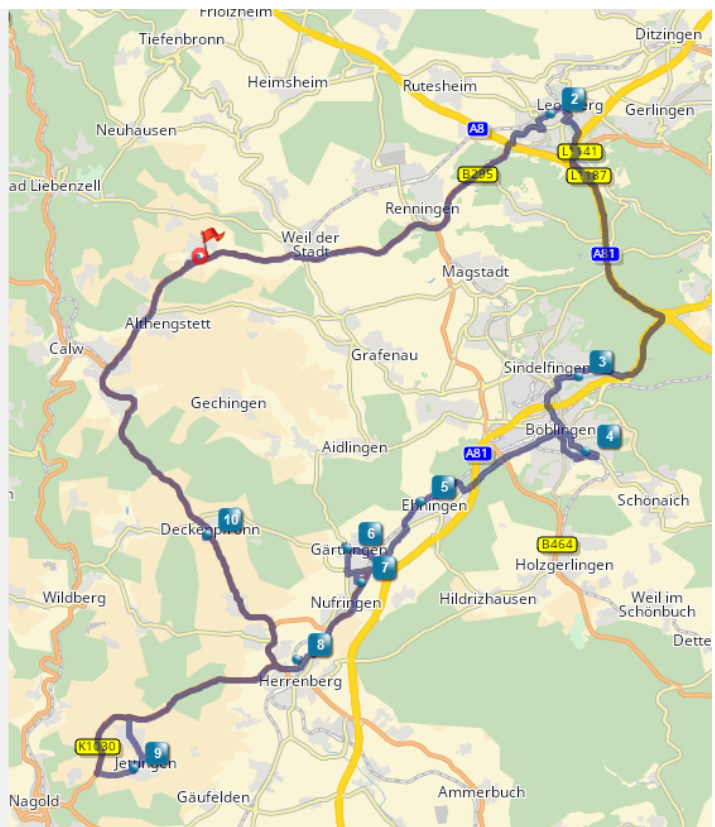 Friolzheim
Ditzingen
Tiefenbronn
Heimsheim
Rutesheim
2
Gerlingen
Neuhausen
A8
L1141
B295
L1187
ad Liebenzell
Renningen
Weil der
Stadt
A81
Magstadt
Althengstett
Calw
Grafenau
3
Sindelfingen
Gechingen
Böblingen
4
Aidlingen
A81
5
Ehningen
Schönaich
10
6
Deckenpfronn
Gärtringen
B464
7
Holzgerlingen
Wildberg
Nufringen
Hildrizhausen
Weil im
Schönbuch
8
Dette
Herrenberg
K1030
9
Jettingen
Nagold
Gäufelden
Ammerbuch